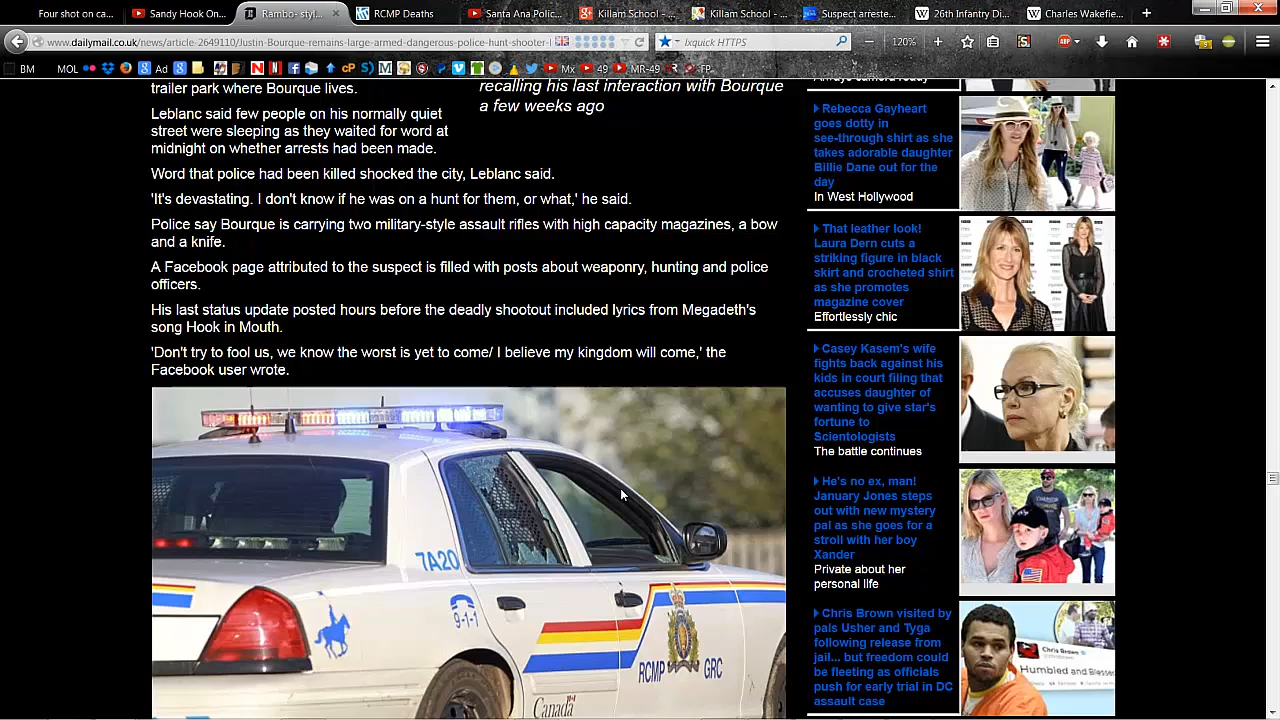 Four shot on ca...
Sandy Hook On...
Rambo- styl...
RCMP Deaths
Santa Ana Polic...
Killam School - ...
Killam School - ...
Suspect arreste...
26th Infantry Di...
Charles Wakefie...
www.dailymail.co.uk/news/article-2649110/Justin-Bourque-remains-large-armed-dangerous-police-hunt-shooter-l
Ixquick HTTPS
120%
ABP
BM
MOL
Ad
cP
Mx
49
MR-49
FP
trailer park where Bourque lives.
recalling his last interaction with Bourque
a few weeks ago
Leblanc said few people on his normally quiet
street were sleeping as they waited for word at
midnight on whether arrests had been made.
Word that police had been killed shocked the city, Leblanc said.
'It's devastating. I don't know if he was on a hunt for them, or what,' he said.
Police say Bourque is carrying two military-style assault rifles with high capacity magazines, a bow
and a knife.
A Facebook page attributed to the suspect is filled with posts about weaponry, hunting and police
officers.
His last status update posted hours before the deadly shootout included lyrics from Megadeth's
song Hook in Mouth.
'Don't try to fool us, we know the worst is yet to come/ I believe my kingdom will come,' the
Facebook user wrote.
7A20
9-1-1
RCMP GRC
Canada
Rebecca Gayheart
goes dotty in
see-through shirt as she
takes adorable daughter
Billie Dane out for the
day
In West Hollywood
That leather look!
Laura Dern cuts a
striking figure in black
skirt and crocheted shirt
as she promotes
magazine cover
Effortlessly chic
Casey Kasem's wife
fights back against his
kids in court filing that
accuses daughter of
wanting to give star's
fortune to
Scientologists
The battle continues
He's no ex, man!
January Jones steps
out with new mystery
pal as she goes for a
stroll with her boy
Xander
Private about her
personal life
Chris Brown visited by
pals Usher and Tyga
following release from
jail... but freedom could
be fleeting as officials
push for early trial in DC
assault case
Chris Brown
Humbled and Blesse